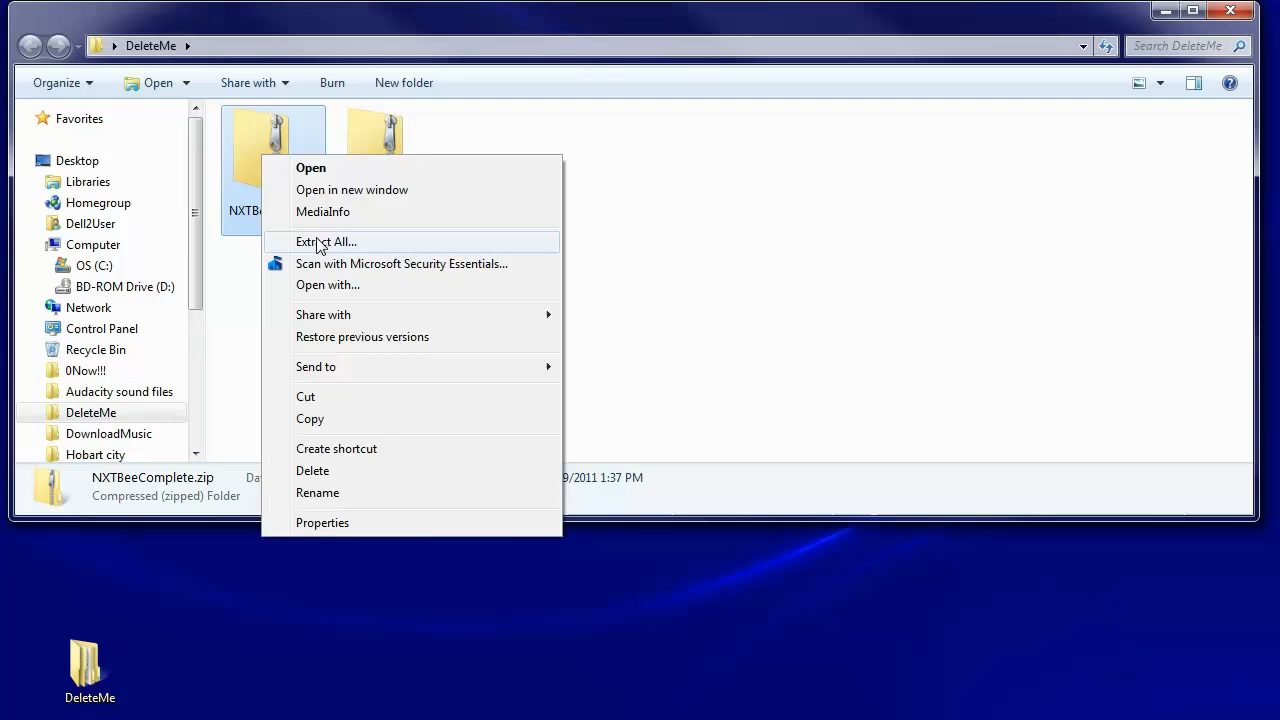 DeleteMe
Search DeleteMe
Organize
Open
Share with
Burn
New folder
Favorites
Desktop
Libraries
Homegroup
Dell2User
Computer
OS (C:)
BD-ROM Drive (D:)
Network
Control Panel
Recycle Bin
0Now!!!
Audacity sound files
DeleteMe
DownloadMusic
Hobart city
Open
Open in new window
MediaInfo
Extract All...
Scan with Microsoft Security Essentials...
Open with...
Share with
Restore previous versions
Send to
Cut
Copy
Create shortcut
Delete
Rename
Properties
NXTBeeComplete.zip
9/2011 1:37 PM
Compressed (zipped) Folder
DeleteMe